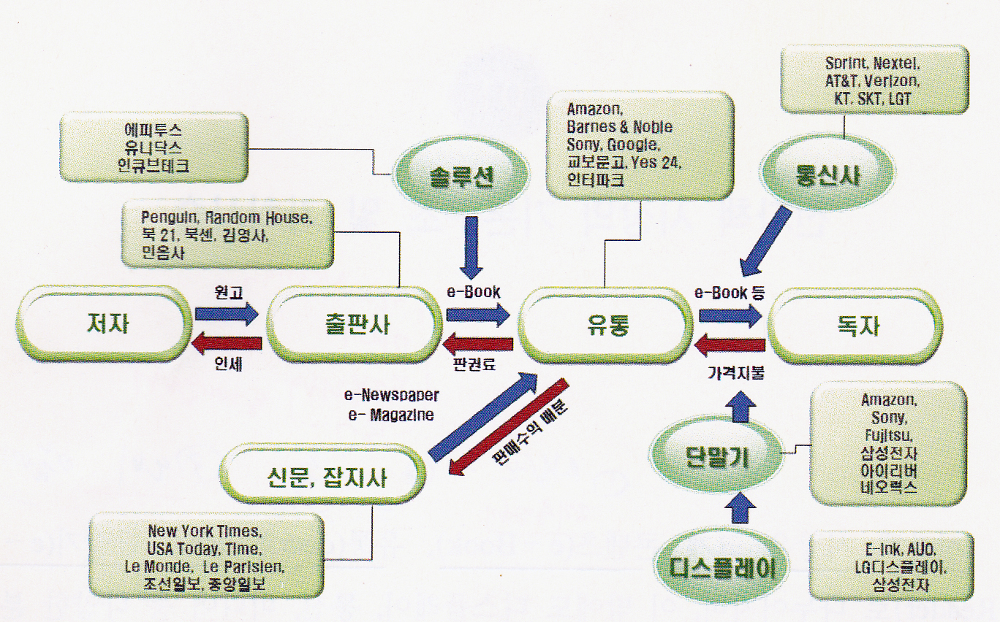 Sprint, Nextel,
AT&T, Verizon,
KT. SKT, LGT
에피투스
유니닥스
인큐브테크
솔루션
Amazon,
Barnes & Noble
Sony, Google,
교보문고, Yes 24,
인터파크
통신사
Penguin, Random House,
북 21, 북센, 김영사,
민음사
저자
원고
인세
출판사
e-Book
판권료
유통
e-Book 등
가격지불
독자
e-Newspaper
e- Magazine
판매수익 배분
신문, 잡지사
New York Times,
USA Today, Time,
Le Monde, Le Parisien,
조선일보, 중앙일보
단말기
Amazon,
Sony,
Fujitsu,
삼성전자
아이리버
네오럭스
디스플레이
E-Ink, AUO,
LG디스플레이,
삼성전자